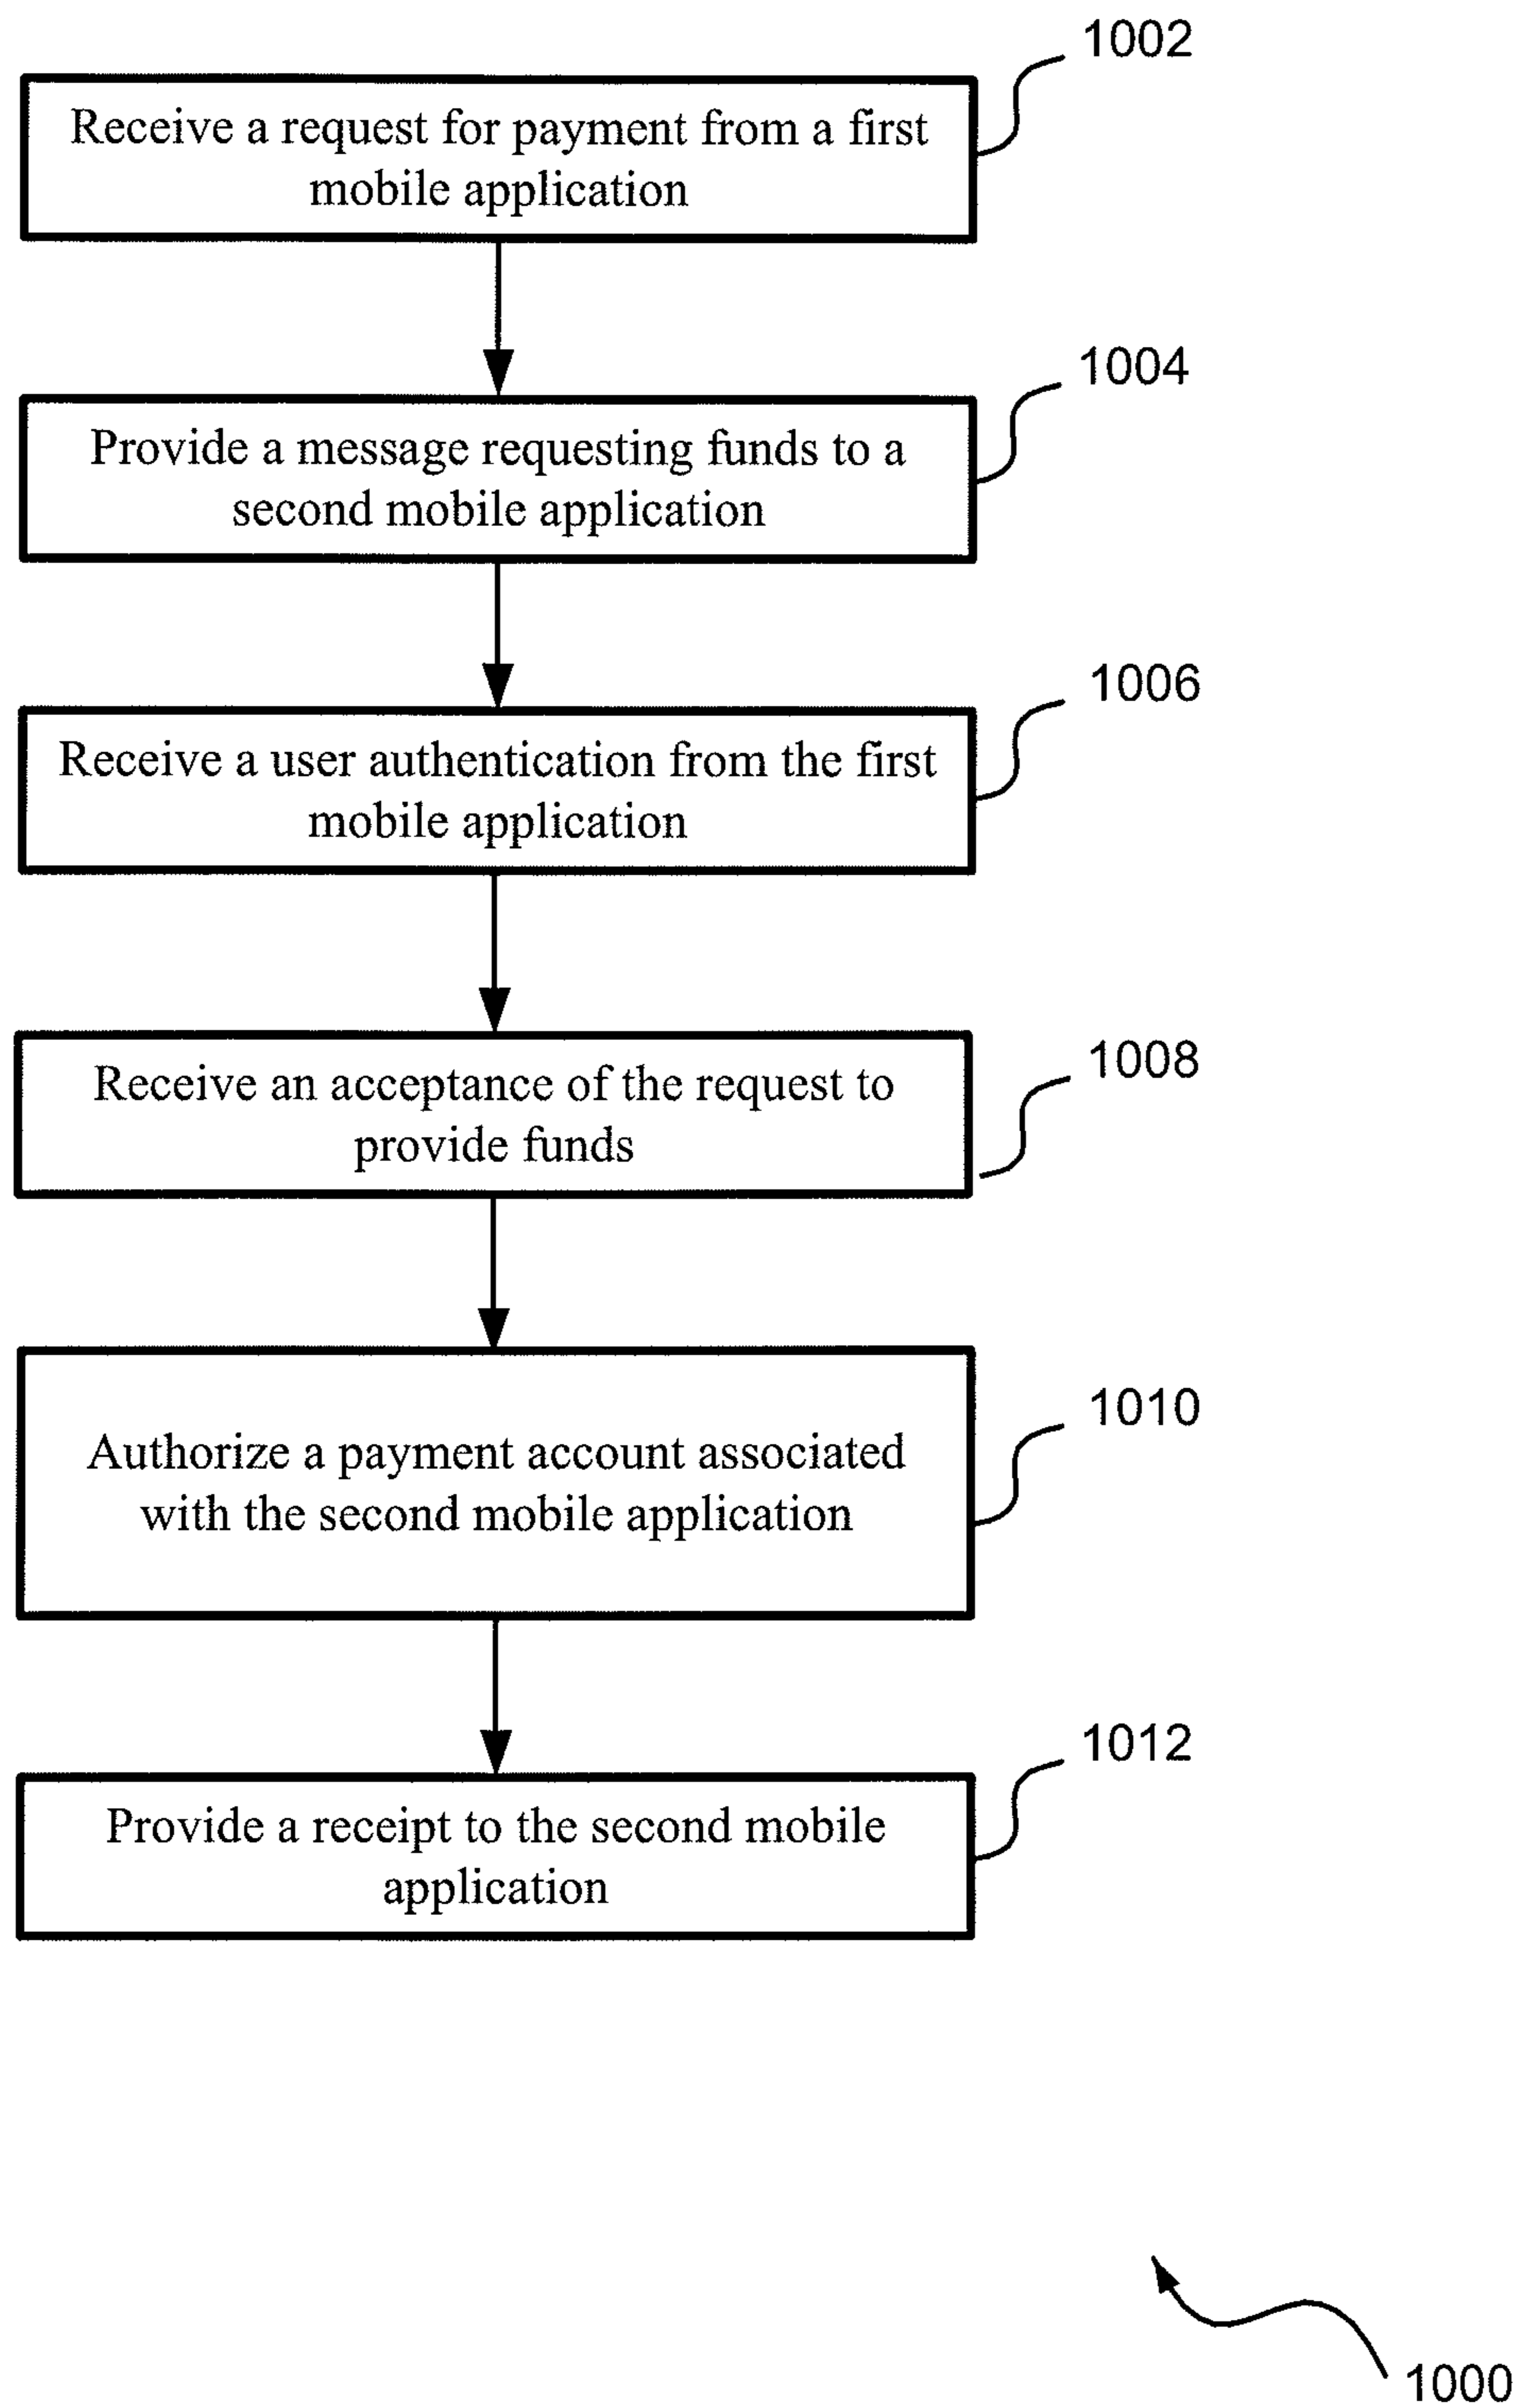 1002
Receive a request for payment from a first
mobile application
1004
Provide a message requesting funds to a
second mobile application
1006
Receive a user authentication from the first
mobile application
1008
Receive an acceptance of the request to
provide funds
1010
Authorize a payment account associated
with the second mobile application
1012
Provide a receipt to the second mobile
application
1000